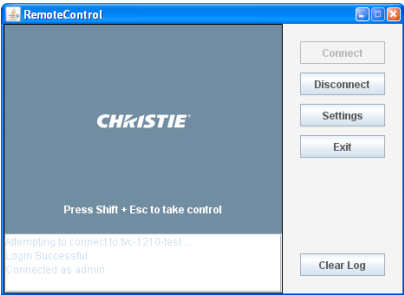 RemoteControl
Connect
Disconnect
Settings
Exit
CHRISTIE
Press Shift + Esc to take control
Attempting to connect to tvc-1210-test ...
Login Successful
Connected as admin
Clear Log